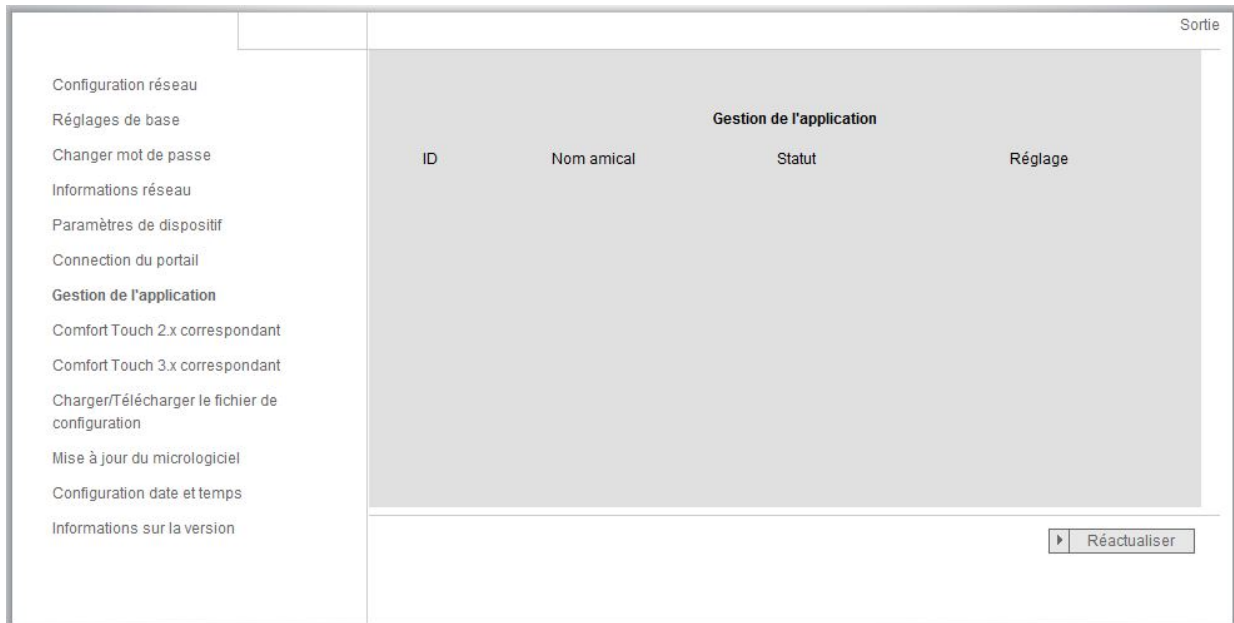 Sortie
Configuration réseau
Réglages de base
Changer mot de passe
Informations réseau
Paramètres de dispositif
Connection du portail
Gestion de l'application
Comfort Touch 2.x correspondant
Comfort Touch 3.x correspondant
Charger/Télécharger le fichier de
configuration
Mise à jour du micrologiciel
Configuration date et temps
Informations sur la version
Gestion de l'application
ID Nom amical Statut Réglage
Réactualiser